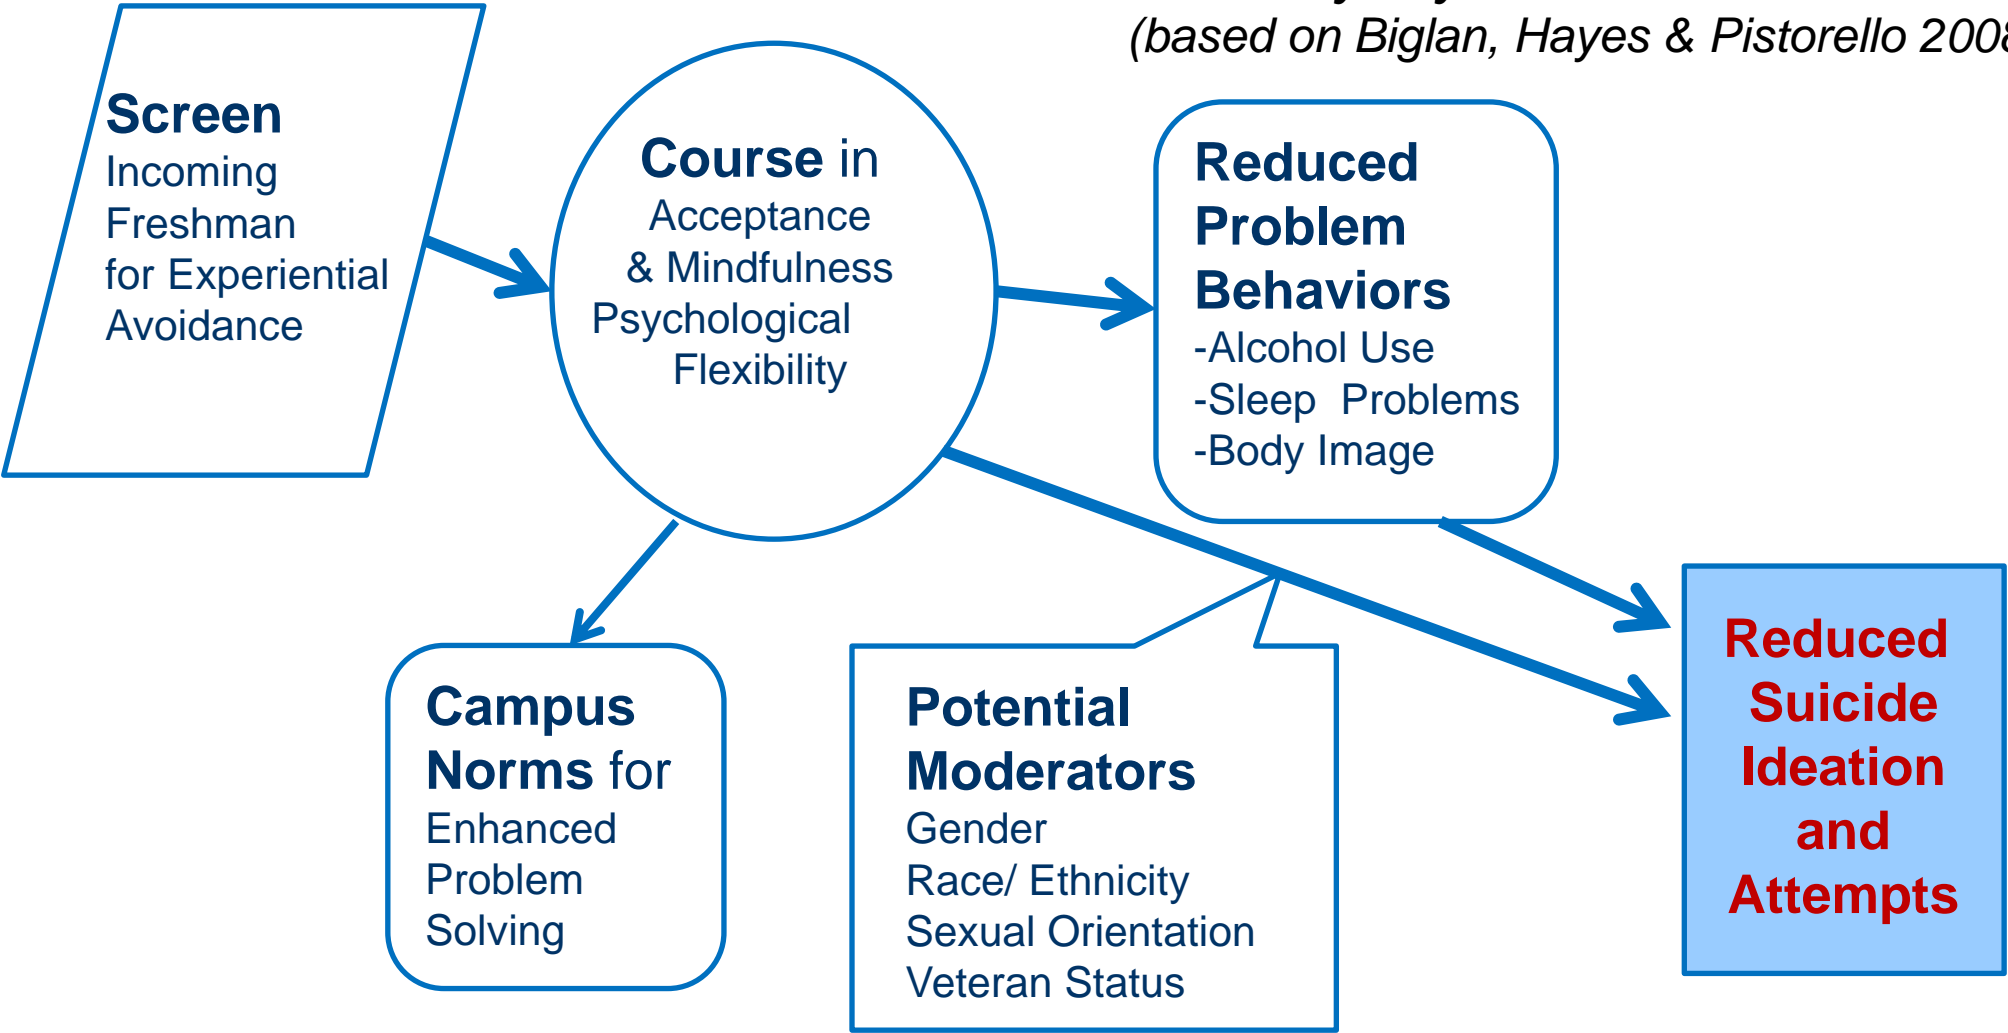 (based on Biglan, Hayes & Pistorello 2008
Screen
Incoming
Freshman
for Experiential
Avoidance
Course in
Acceptance
& Mindfulness
Psychological
Flexibility
Reduced
Problem
Behaviors
-Alcohol Use
-Sleep  Problems
-Body Image
Campus
Norms for
Enhanced
Problem
Solving
Potential
Moderators
Gender
Race/ Ethnicity
Sexual Orientation
Veteran Status
Reduced
Suicide
Ideation
and
Attempts